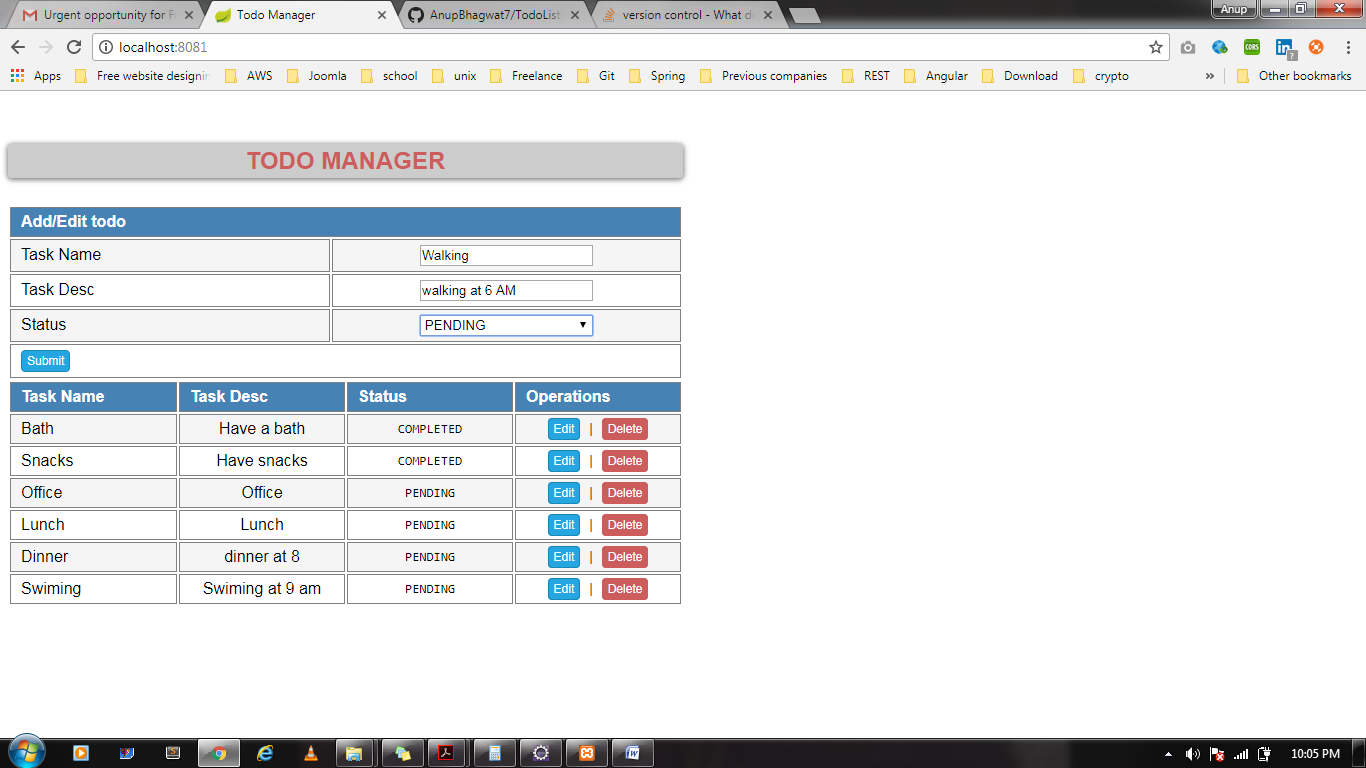 Urgent opportunity for F
Todo Manager
AnupBhagwat7/TodoList
version control - What d
Anup
localhost:8081
CORS
in
?
Apps
Free website designin
AWS
Joomla
school
unix
Freelance
Git
Spring
Previous companies
REST
Angular
Download
crypto
»
Other bookmarks
TODO MANAGER
Add/Edit todo
Task Name Walking
Task Desc walking at 6 AM
Status PENDING
Submit
Task Name Task Desc Status Operations
Bath Have a bath COMPLETED Edit | Delete
Snacks Have snacks COMPLETED Edit | Delete
Office Office PENDING Edit | Delete
Lunch Lunch PENDING Edit | Delete
Dinner dinner at 8 PENDING Edit | Delete
Swiming Swiming at 9 am PENDING Edit | Delete
10:05 PM